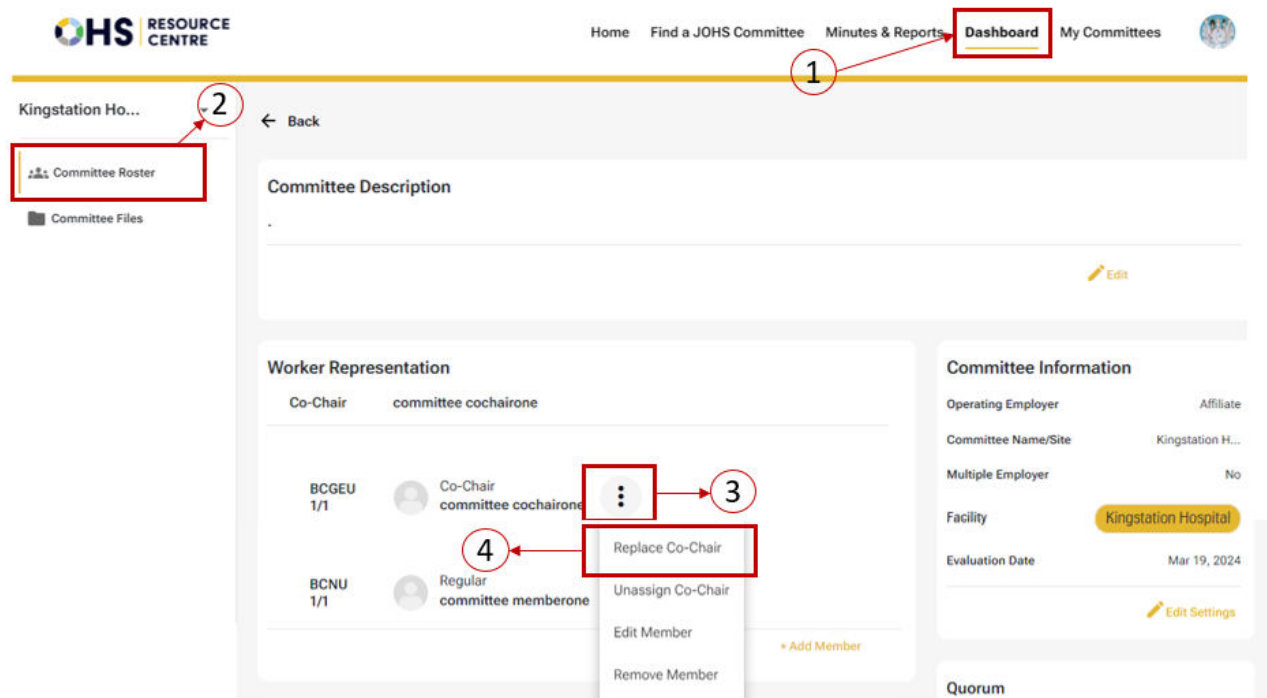 OHS RESOURCE CENTRE
Home Find a JOHS Committee Minutes & Reports Dashboard My Committees
1
Kingstation Ho...
2
Back
Committee Roster
Committee Files
Committee Description
.
Edit
Worker Representation
Co-Chair committee cochairone
BCGEU 1/1
Co-Chair
committee cochairone
3
4
Replace Co-Chair
Unassign Co-Chair
Edit Member
Remove Member
BCNU 1/1
Regular
committee memberone
+ Add Member
Committee Information
Operating Employer Affiliate
Committee Name/Site Kingstation H...
Multiple Employer No
Facility Kingstation Hospital
Evaluation Date Mar 19, 2024
Edit Settings
Quorum